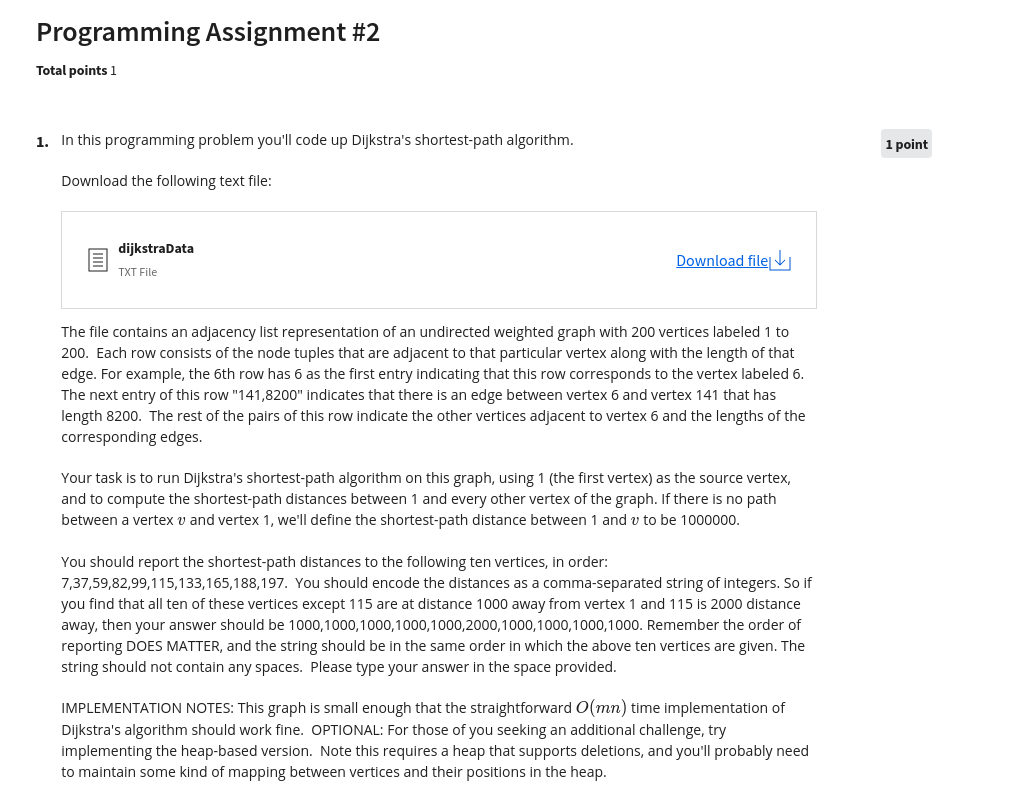 Programming Assignment #2
Total points 1
1. In this programming problem you'll code up Dijkstra's shortest-path algorithm.
1 point
Download the following text file:
dijkstraData
TXT File
Download file
The file contains an adjacency list representation of an undirected weighted graph with 200 vertices labeled 1 to
200.  Each row consists of the node tuples that are adjacent to that particular vertex along with the length of that
edge. For example, the 6th row has 6 as the first entry indicating that this row corresponds to the vertex labeled 6.
The next entry of this row "141,8200" indicates that there is an edge between vertex 6 and vertex 141 that has
length 8200.  The rest of the pairs of this row indicate the other vertices adjacent to vertex 6 and the lengths of the
corresponding edges.
Your task is to run Dijkstra's shortest-path algorithm on this graph, using 1 (the first vertex) as the source vertex,
and to compute the shortest-path distances between 1 and every other vertex of the graph. If there is no path
between a vertex v and vertex 1, we'll define the shortest-path distance between 1 and v to be 1000000.
You should report the shortest-path distances to the following ten vertices, in order:
7,37,59,82,99,115,133,165,188,197.  You should encode the distances as a comma-separated string of integers. So if
you find that all ten of these vertices except 115 are at distance 1000 away from vertex 1 and 115 is 2000 distance
away, then your answer should be 1000,1000,1000,1000,1000,2000,1000,1000,1000,1000. Remember the order of
reporting DOES MATTER, and the string should be in the same order in which the above ten vertices are given. The
string should not contain any spaces.  Please type your answer in the space provided.
IMPLEMENTATION NOTES: This graph is small enough that the straightforward O(mn) time implementation of
Dijkstra's algorithm should work fine.  OPTIONAL: For those of you seeking an additional challenge, try
implementing the heap-based version.  Note this requires a heap that supports deletions, and you'll probably need
to maintain some kind of mapping between vertices and their positions in the heap.